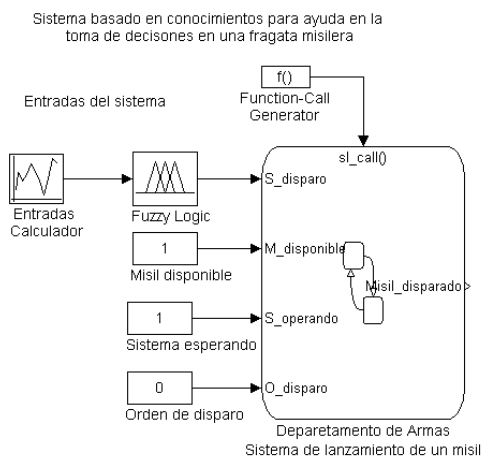 Sistema basado en conocimientos para ayuda en la
toma de decisones en una fragata misilera
f()
Entradas del sistema
Function-Call
Generator
sl_call()
S_disparo
Entradas
Calculador
Fuzzy Logic
1
M_disponible
Misil disponible
Misil_disparado
1
S_operando
Sistema esperando
0
O_disparo
Orden de disparo
Deparetamento de Armas
Sistema de lanzamiento de un misil